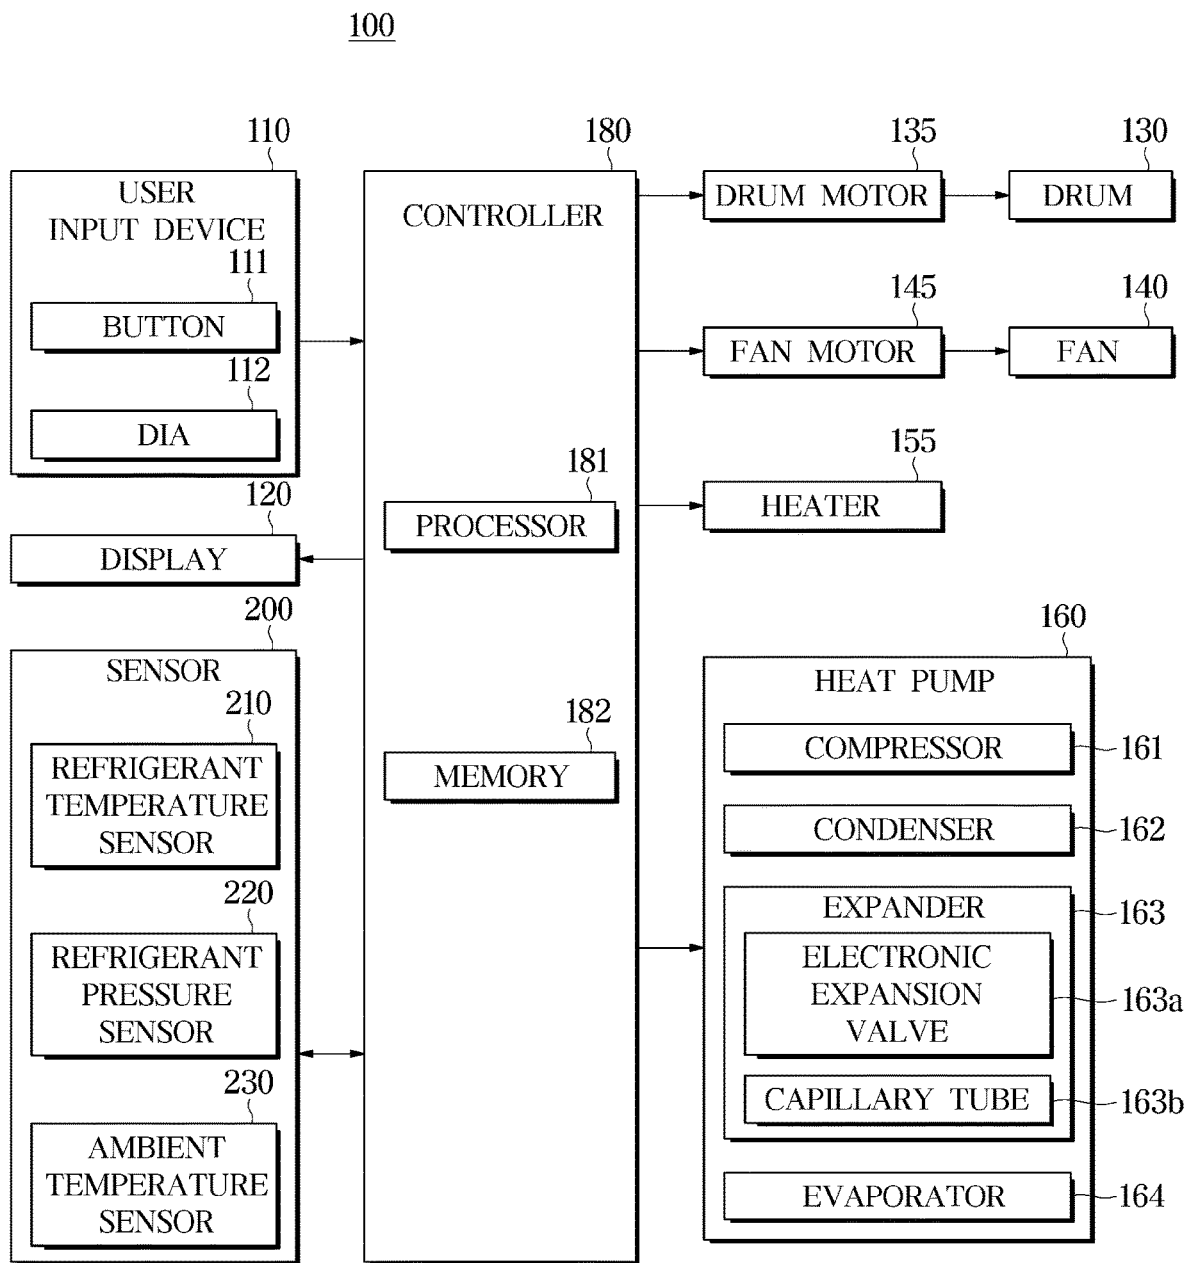 100
110
USER
INPUT DEVICE
111
BUTTON
112
DIA
120
DISPLAY
200
SENSOR
210
REFRIGERANT
TEMPERATURE
SENSOR
220
REFRIGERANT
PRESSURE
SENSOR
230
AMBIENT
TEMPERATURE
SENSOR
180
CONTROLLER
181
PROCESSOR
182
MEMORY
135
DRUM MOTOR
130
DRUM
145
FAN MOTOR
140
FAN
155
HEATER
160
HEAT PUMP
COMPRESSOR
161
CONDENSER
162
EXPANDER
163
ELECTRONIC
EXPANSION
VALVE
163a
CAPILLARY TUBE
163b
EVAPORATOR
164